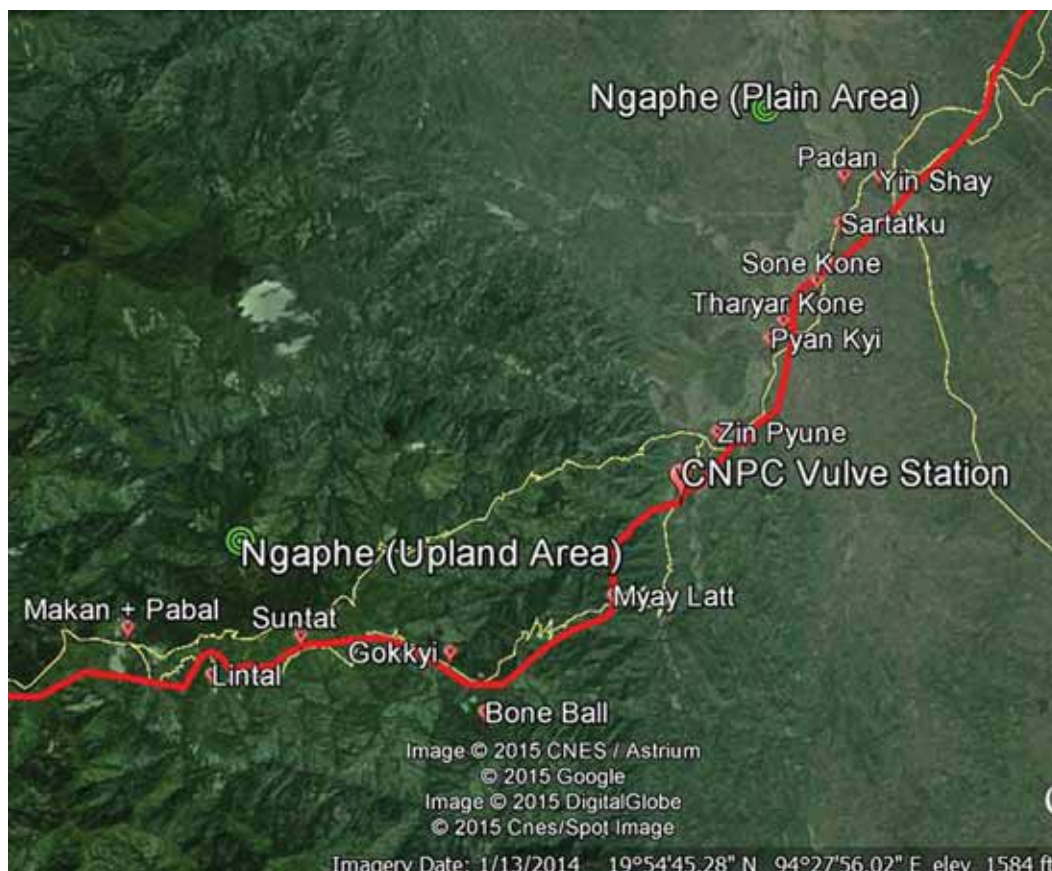 Ngaphe (Plain Area)
Padan
Yin Shay
Sartatku
Sone Kone
Tharyar Kone
Pyan Kyi
Zin Pyune
CNPC Vulve Station
Ngaphe (Upland Area)
Myay Latt
Makan + Pabal
Suntat
Gokkyi
Lintal
Bone Ball
Image © 2015 CNES / Astrium
© 2015 Google
Image © 2015 DigitalGlobe
© 2015 Cnes/Spot Image
Imagery Date: 1/13/2014 19°54'45.28" N 94°27'56.02" E elev 1584 ft